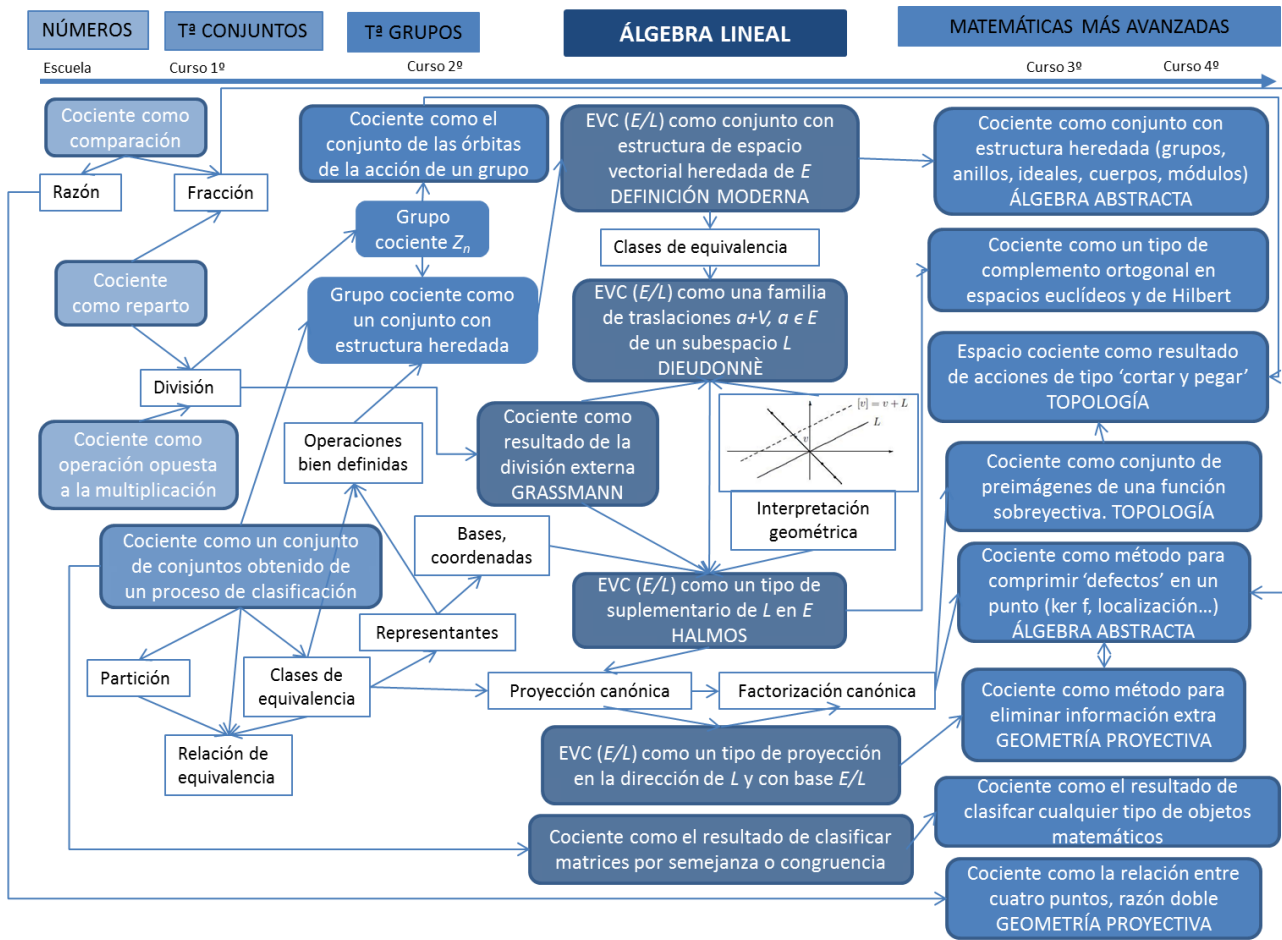 NÚMEROS
Tª CONJUNTOS
Tª GRUPOS
ÁLGEBRA LINEAL
MATEMÁTICAS MÁS AVANZADAS
Escuela
Curso 1º
Curso 2º
Curso 3º
Curso 4º
Cociente como
comparación
Razón
Fracción
Cociente
como reparto
División
Cociente como
operación opuesta
a la multiplicación
Cociente como un conjunto
de conjuntos obtenido de
un proceso de clasificación
Partición
Clases de
equivalencia
Relación de
equivalencia
Cociente como el
conjunto de las órbitas
de la acción de un grupo
Grupo
cociente Zn
Grupo cociente como
un conjunto con
estructura heredada
Operaciones
bien definidas
Bases,
coordenadas
Representantes
EVC (E/L) como conjunto con
estructura de espacio
vectorial heredada de E
DEFINICIÓN MODERNA
Clases de equivalencia
EVC (E/L) como una familia
de traslaciones a+V, a ϵ E
de un subespacio L
DIEUDONNÈ
Cociente como
resultado de la
división externa
GRASSMANN
[v] = v + L
L
v
Interpretación
geométrica
EVC (E/L) como un tipo de
suplementario de L en E
HALMOS
Proyección canónica
Factorización canónica
EVC (E/L) como un tipo de proyección
en la dirección de L y con base E/L
Cociente como el resultado de clasificar
matrices por semejanza o congruencia
Cociente como conjunto con
estructura heredada (grupos,
anillos, ideales, cuerpos, módulos)
ÁLGEBRA ABSTRACTA
Cociente como un tipo de
complemento ortogonal en
espacios euclídeos y de Hilbert
Espacio cociente como resultado
de acciones de tipo ‘cortar y pegar’
TOPOLOGÍA
Cociente como conjunto de
preimágenes de una función
sobreyectiva. TOPOLOGÍA
Cociente como método para
comprimir ‘defectos’ en un
punto (ker f, localización…)
ÁLGEBRA ABSTRACTA
Cociente como método para
eliminar información extra
GEOMETRÍA PROYECTIVA
Cociente como el resultado de
clasifcar cualquier tipo de objetos
matemáticos
Cociente como la relación entre
cuatro puntos, razón doble
GEOMETRÍA PROYECTIVA